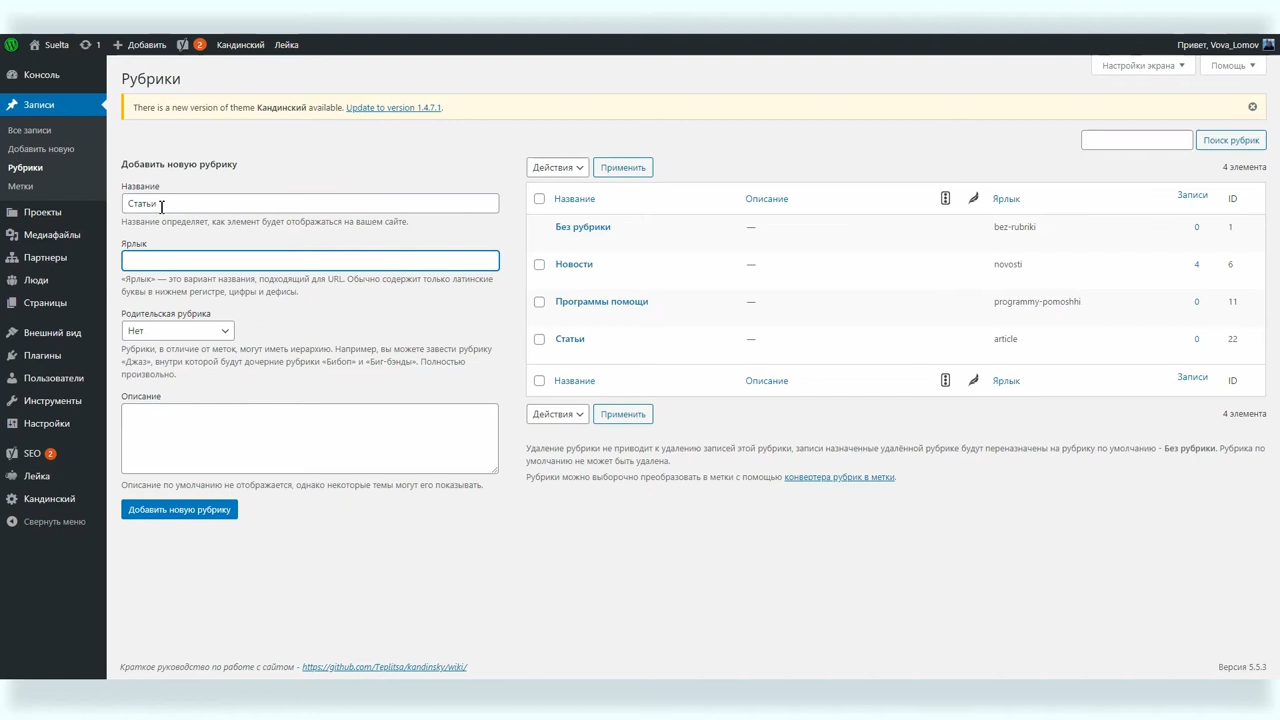 Suelta
1
Добавить
2
Кандинский
Лейка
Привет, Vova_Lomov
Консоль
Записи
Все записи
Добавить новую
Рубрики
Метки
Проекты
Медиафайлы
Партнеры
Люди
Страницы
Внешний вид
Плагины
Пользователи
Инструменты
Настройки
SEO 2
Лейка
Кандинский
Свернуть меню
Настройки экрана
Помощь
Рубрики
There is a new version of theme Кандинский available. Update to version 1.4.7.1.
Поиск рубрик
Добавить новую рубрику
Название
Статьи
Название определяет, как элемент будет отображаться на вашем сайте.
Ярлык
«Ярлык» — это вариант названия, подходящий для URL. Обычно содержит только латинские
буквы в нижнем регистре, цифры и дефисы.
Родительская рубрика
Нет
Рубрики, в отличие от меток, могут иметь иерархию. Например, вы можете завести рубрику
«Джаз», внутри которой будут дочерние рубрики «Бибоп» и «Биг-бэнды». Полностью
произвольно.
Описание
Описание по умолчанию не отображается, однако некоторые темы могут его показывать.
Добавить новую рубрику
Действия
Применить
4 элемента
Название Описание Ярлык Записи ID
Без рубрики — bez-rubriki 0 1
Новости — novosti 4 6
Программы помощи — programmy-pomoshhi 0 11
Статьи — article 0 22
Название Описание Ярлык Записи ID
Действия
Применить
4 элемента
Удаление рубрики не приводит к удалению записей этой рубрики, записи назначенные удалённой рубрике будут переназначены на рубрику по умолчанию - Без рубрики. Рубрика по
умолчанию не может быть удалена.
Рубрики можно выборочно преобразовать в метки с помощью конвертера рубрик в метки.
Краткое руководство по работе с сайтом - https://github.com/Teplitsa/kandinsky/wiki/
Версия 5.5.3